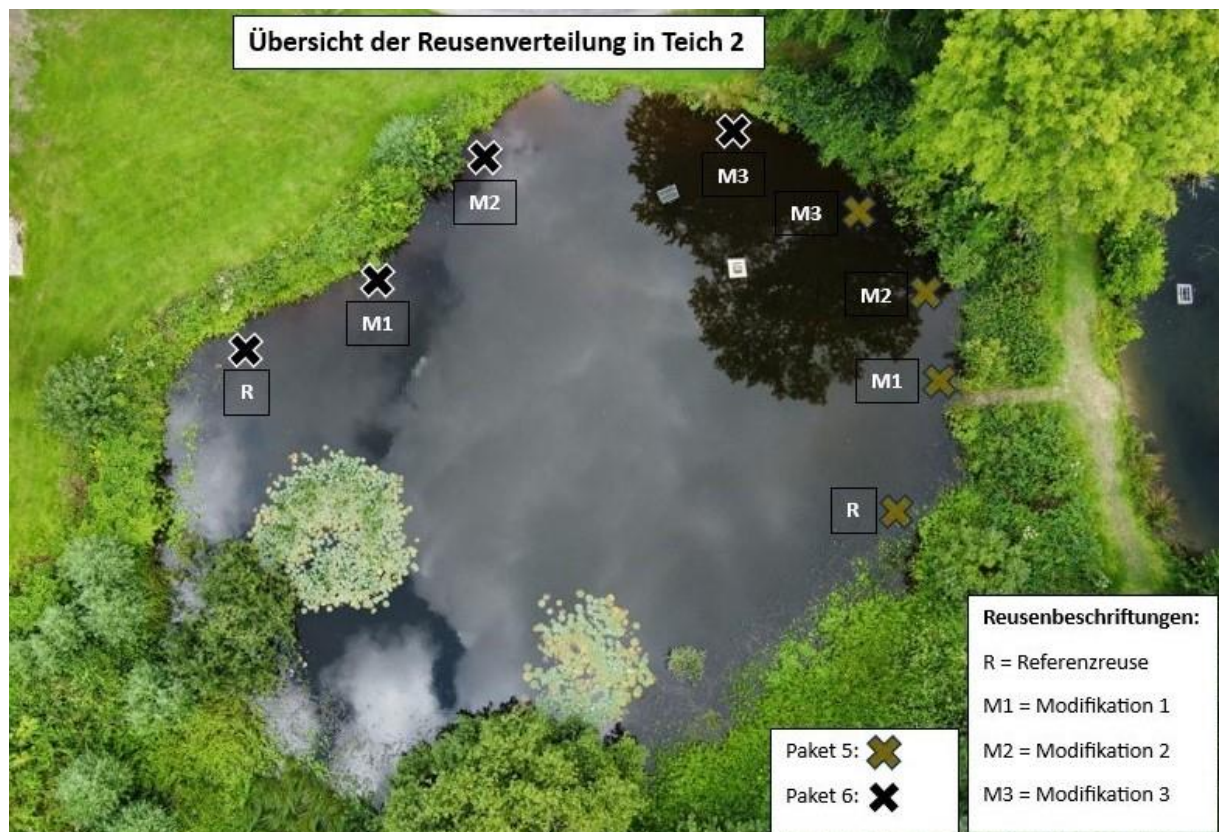 Übersicht der Reusenverteilung in Teich 2
M3
M2
M3
M2
M1
M1
R
R
Reusenbeschriftungen:
R = Referenzreuse
M1 = Modifikation 1
M2 = Modifikation 2
M3 = Modifikation 3
Paket 5:
Paket 6: